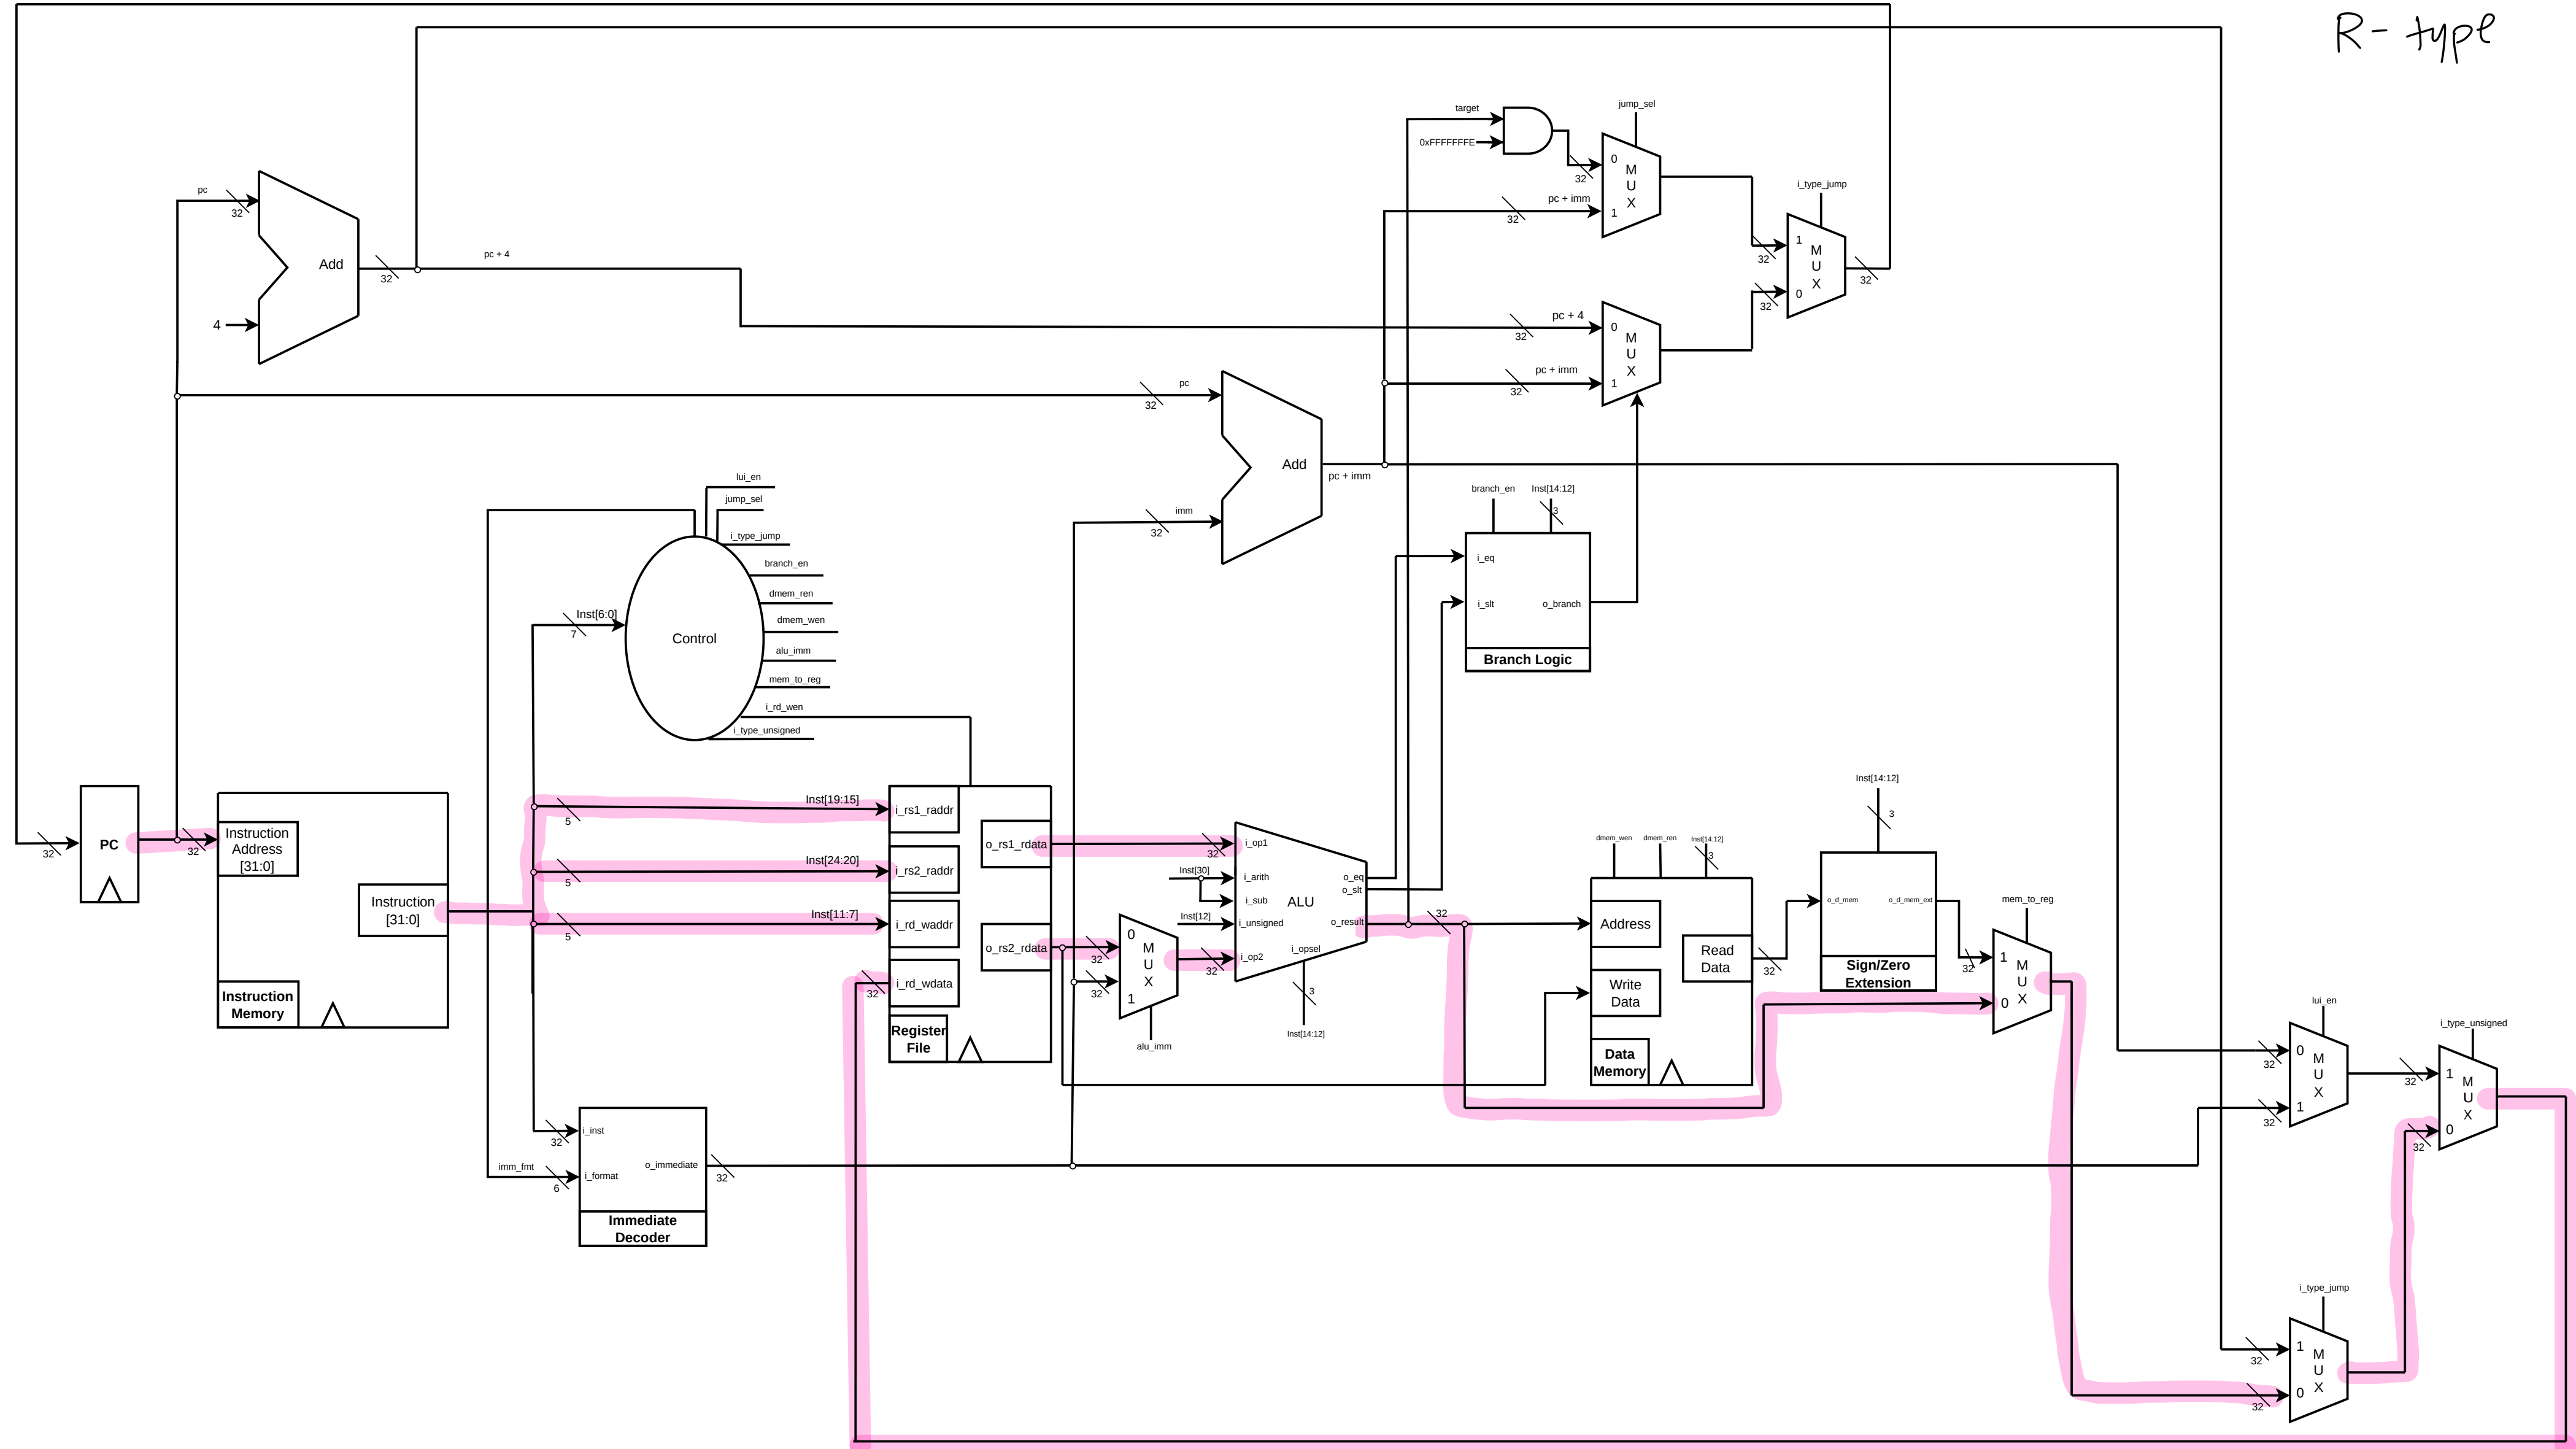 R - type
target
0xFFFFFFFE
32
pc + imm
32
jump_sel
0
M
U
X
1
i_type_jump
32
1
M
U
X
0
32
32
pc
32
4
Add
32
pc + 4
pc + 4
32
pc + imm
32
0
M
U
X
1
pc
32
imm
32
Add
pc + imm
lui_en
jump_sel
i_type_jump
branch_en
dmem_ren
dmem_wen
alu_imm
mem_to_reg
i_rd_wen
i_type_unsigned
Inst[6:0]
7
Control
branch_en
Inst[14:12]
3
i_eq
i_slt
o_branch
Branch Logic
32
PC
32
Instruction
Address
[31:0]
Instruction
[31:0]
Instruction
Memory
Inst[19:15]
5
Inst[24:20]
5
Inst[11:7]
5
i_rs1_raddr
i_rs2_raddr
i_rd_waddr
32
i_rd_wdata
o_rs1_rdata
o_rs2_rdata
Register
File
32
32
0
M
U
X
1
alu_imm
32
32
Inst[30]
Inst[12]
i_op1
i_arith
i_sub
i_unsigned
i_op2
ALU
o_eq
o_slt
o_result
i_opsel
3
Inst[14:12]
32
dmem_wen
dmem_ren
Inst[14:12]
3
Address
Read
Data
Write
Data
Data
Memory
32
Inst[14:12]
3
o_d_mem
o_d_mem_ext
Sign/Zero
Extension
32
mem_to_reg
1
M
U
X
0
lui_en
32
0
M
U
X
1
32
i_type_unsigned
32
1
M
U
X
0
32
i_inst
32
imm_fmt
6
i_format
o_immediate
32
Immediate
Decoder
i_type_jump
32
1
M
U
X
0
32